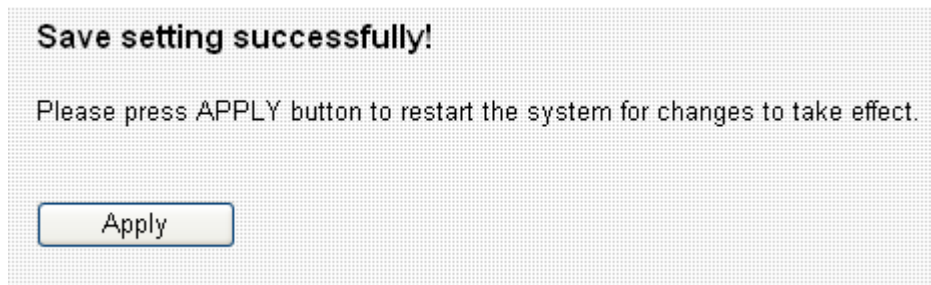 Save setting successfully!
Please press APPLY button to restart the system for changes to take effect.
Apply